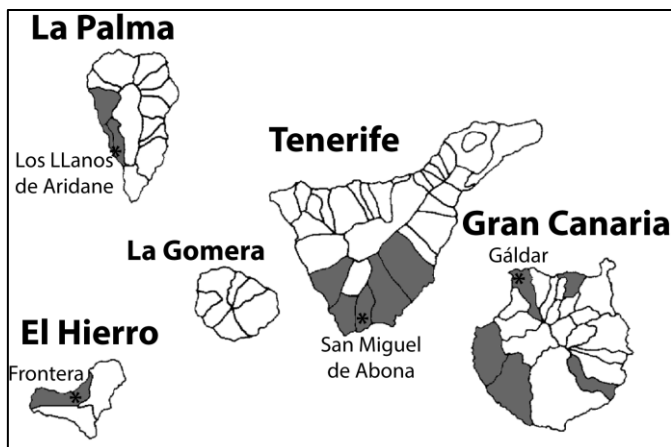 La Palma
Los LLanos
de Aridane
Tenerife
La Gomera
Gran Canaria
Gáldar
El Hierro
Frontera
*
*
*
*
San Miguel
de Abona